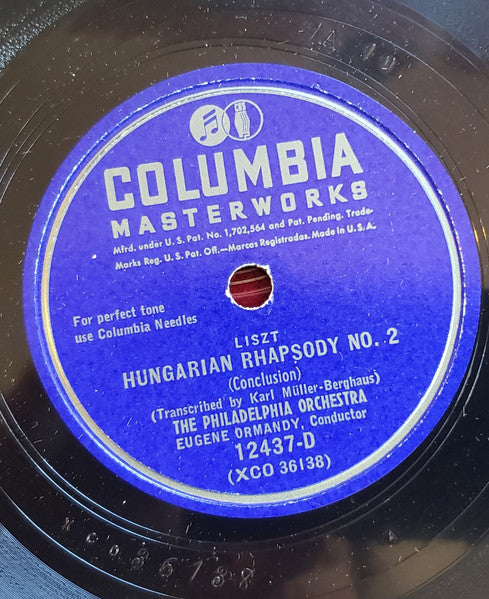 COLUMBIA
MASTERWORKS
Mfrd. under U.S. Pat. No. 1,702,564 and Pat. Pending. Trade-
Marks Reg. U.S. Pat. Off.—Marcas Registradas. Made in U.S.A.
For perfect tone
use Columbia Needles
LISZT
HUNGARIAN RHAPSODY NO. 2
(Conclusion)
(Transcribed by Karl Müller-Berghaus)
THE PHILADELPHIA ORCHESTRA
EUGENE ORMANDY, Conductor
12437-D
(XCO 36138)
XCO36138
A